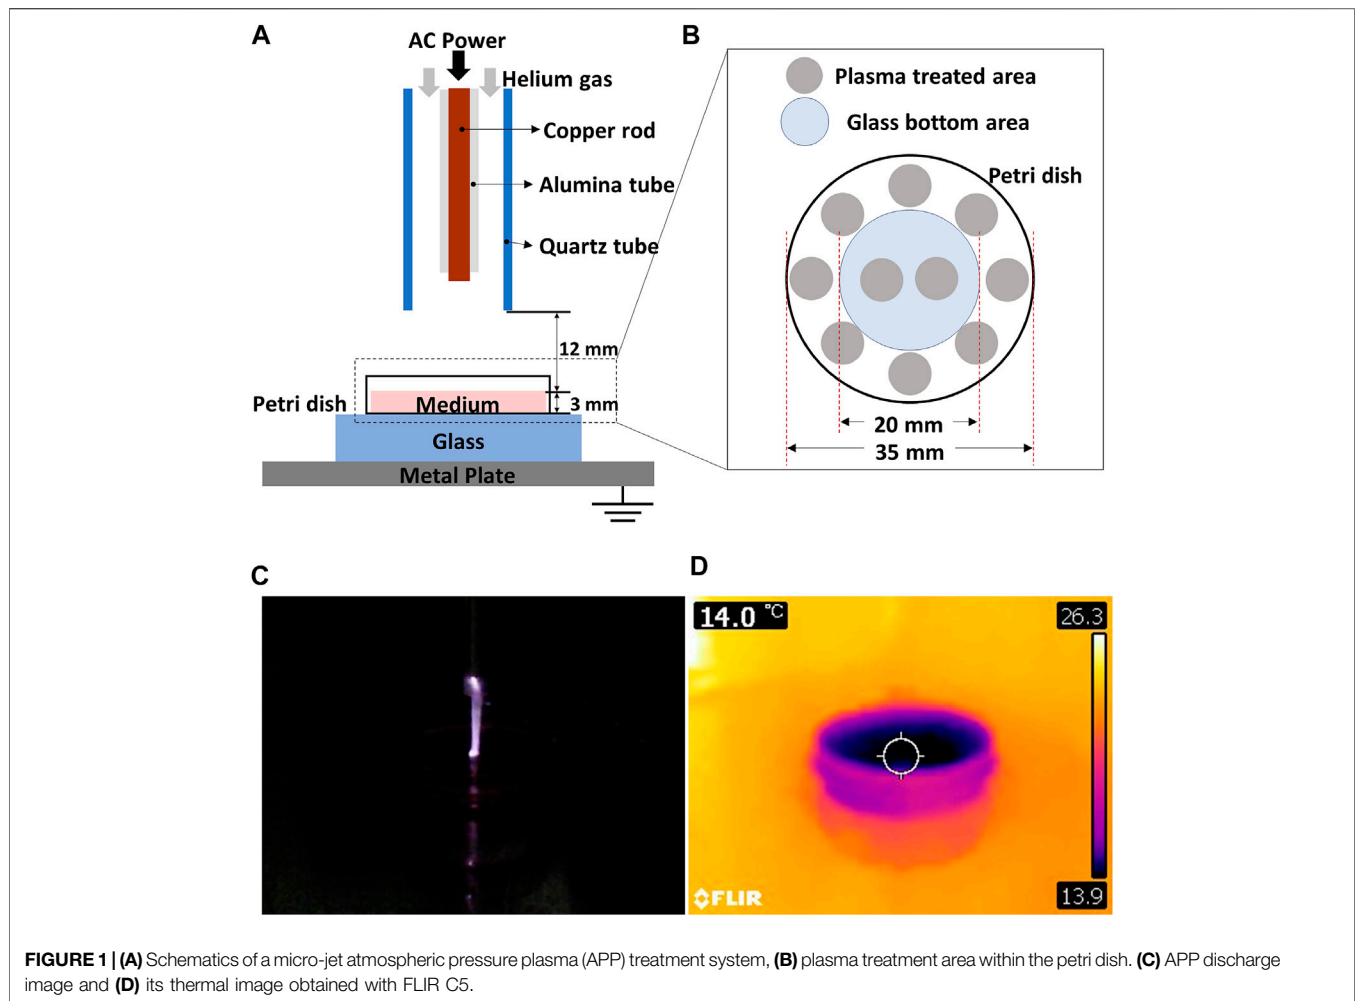 A
AC Power
Helium gas
Copper rod
Alumina tube
Quartz tube
12 mm
Petri dish
Medium
3 mm
Glass
Metal Plate
B
Plasma treated area
Glass bottom area
Petri dish
20 mm
35 mm
C
D
14.0 °C
26.3
13.9
FLIR
FIGURE 1 | (A) Schematics of a micro-jet atmospheric pressure plasma (APP) treatment system, (B) plasma treatment area within the petri dish. (C) APP discharge
image and (D) its thermal image obtained with FLIR C5.